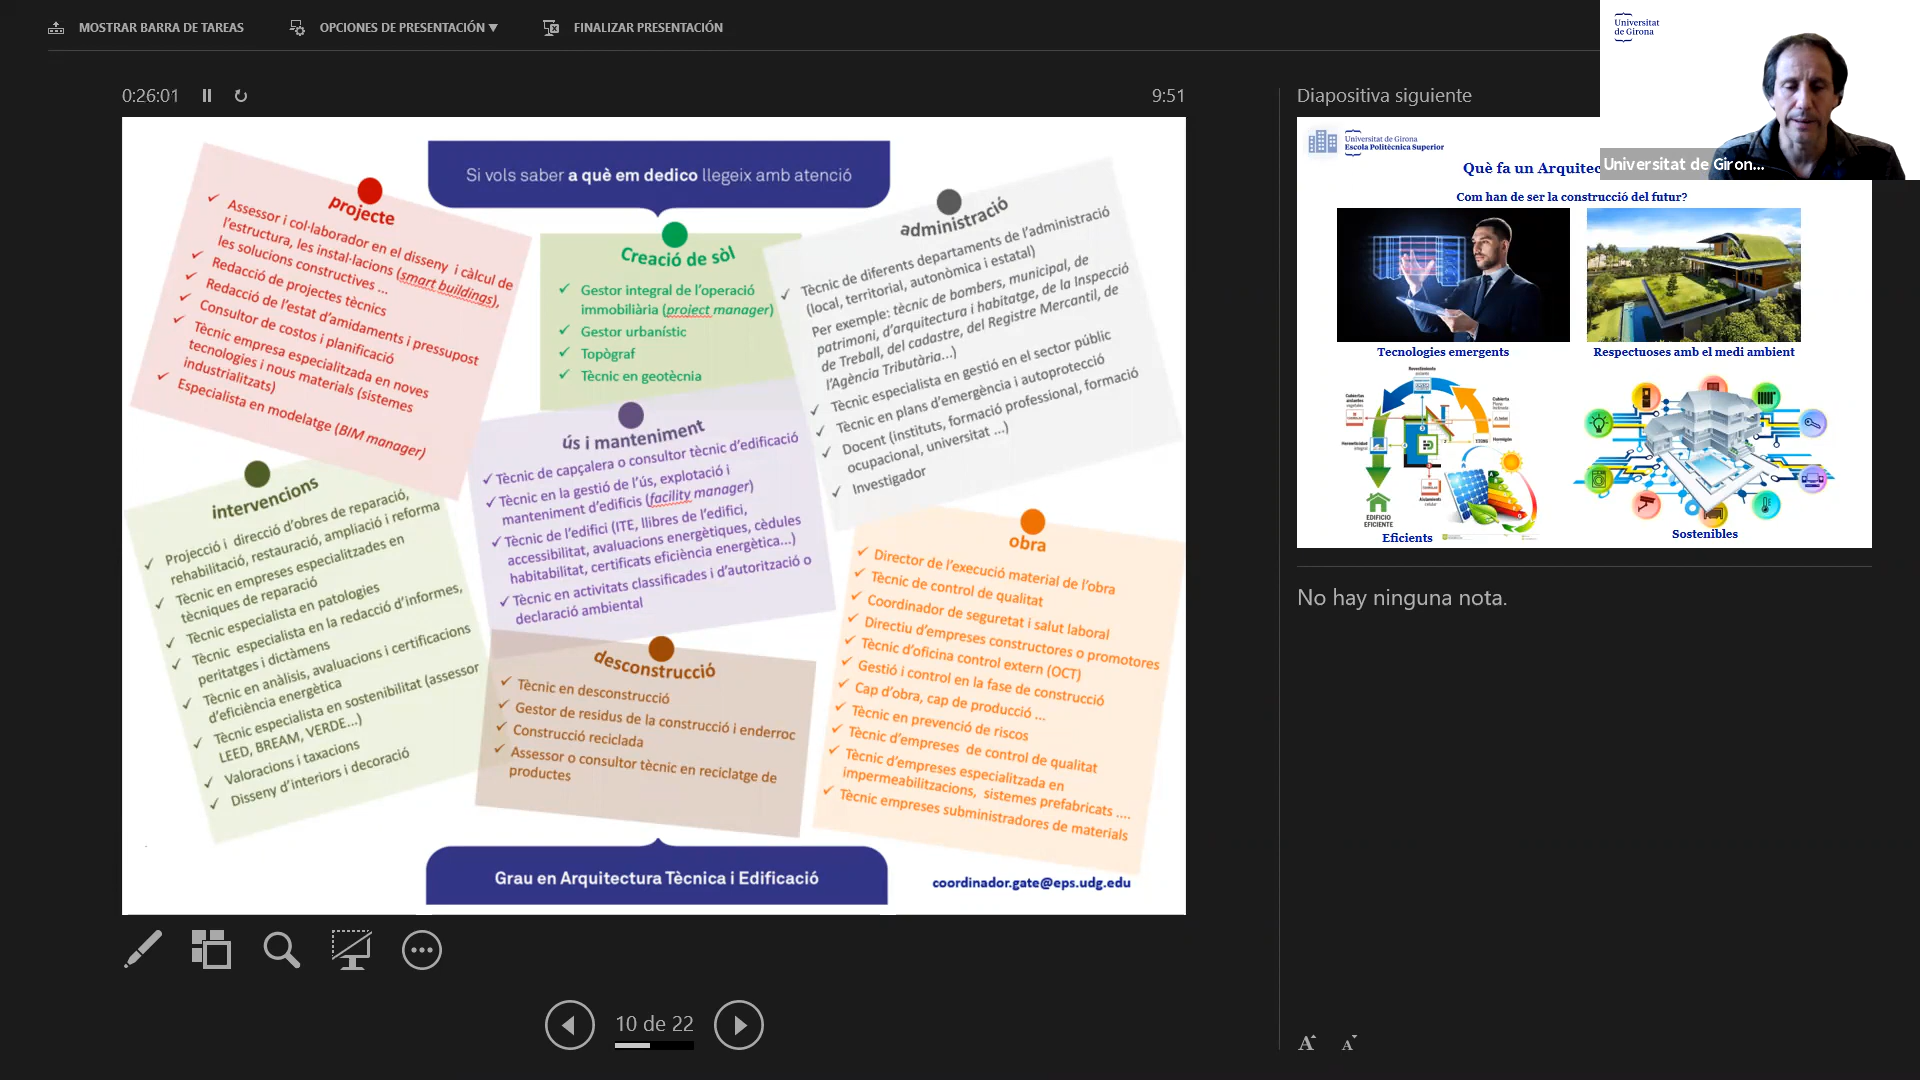 MOSTRAR BARRA DE TAREAS
OPCIONES DE PRESENTACIÓN ▼
FINALIZAR PRESENTACIÓN
0:26:01
9:51
Si vols saber a què em dedico llegeix amb atenció
projecte
Assessor i col·laborador en el disseny i càlcul de
l'estructura, les instal·lacions (smart buildings),
les solucions constructives ...
Redacció de projectes tècnics
Redacció de l'estat d'amidaments i pressupost
Consultor de costos i planificació
Tècnic empresa especialitzada en noves
tecnologies i nous materials (sistemes
industrialitzats)
Especialista en modelatge (BIM manager)
Creació de sòl
Gestor integral de l'operació
immobiliària (project manager)
Gestor urbanístic
Topògraf
Tècnic en geotècnia
administració
Tècnic de diferents departaments de l'administració
(local, territorial, autonòmica i estatal)
Per exemple: tècnic de bombers, municipal, de
patrimoni, d'arquitectura i habitatge, de la Inspecció
de Treball, del cadastre, del Registre Mercantil, de
l'Agència Tributària...)
Tècnic especialista en gestió en el sector públic
Tècnic en plans d'emergència i autoprotecció
Docent (instituts, formació professional, formació
ocupacional, universitat ...)
Investigador
ús i manteniment
Tècnic de capçalera o consultor tècnic d'edificació
Tècnic en la gestió de l'ús, explotació i
manteniment d'edificis (facility manager)
Tècnic de l'edifici (ITE, llibres de l'edifici,
accessibilitat, avaluacions energètiques, cèdules
habitabilitat, certificats eficiència energètica...)
Tècnic en activitats classificades i d'autorització o
declaració ambiental
intervencions
Projecció i direcció d'obres de reparació,
rehabilitació, restauració, ampliació i reforma
Tècnic en empreses especialitzades en
tècniques de reparació
Tècnic especialista en patologies
Tècnic especialista en la redacció d'informes,
peritatges i dictàmens
Tècnic en anàlisis, avaluacions i certificacions
d'eficiència energètica
Tècnic especialista en sostenibilitat (assessor
LEED, BREAM, VERDE...)
Valoracions i taxacions
Disseny d'interiors i decoració
desconstrucció
Tècnic en desconstrucció
Gestor de residus de la construcció i enderroc
Construcció reciclada
Assessor o consultor tècnic en reciclatge de
productes
obra
Director de l'execució material de l'obra
Tècnic de control de qualitat
Coordinador de seguretat i salut laboral
Directiu d'empreses constructores o promotores
Tècnic d'oficina control extern (OCT)
Gestió i control en la fase de construcció
Cap d'obra, cap de producció ...
Tècnic en prevenció de riscos
Tècnic d'empreses de control de qualitat
Tècnic d'empreses especialitzada en
impermeabilitzacions, sistemes prefabricats ....
Tècnic empreses subministradores de materials
Grau en Arquitectura Tècnica i Edificació
coordinador.gate@eps.udg.edu
10 de 22
Diapositiva siguiente
Universitat
de Girona
Universitat de Giron...
Universitat de Girona
Escola Politècnica Superior
Què fa un Arquitec
Com han de ser la construcció del futur?
Tecnologies emergents
Respectuoses amb el medi ambient
EDIFICIO
EFICIENTE
Eficients
Sostenibles
No hay ninguna nota.